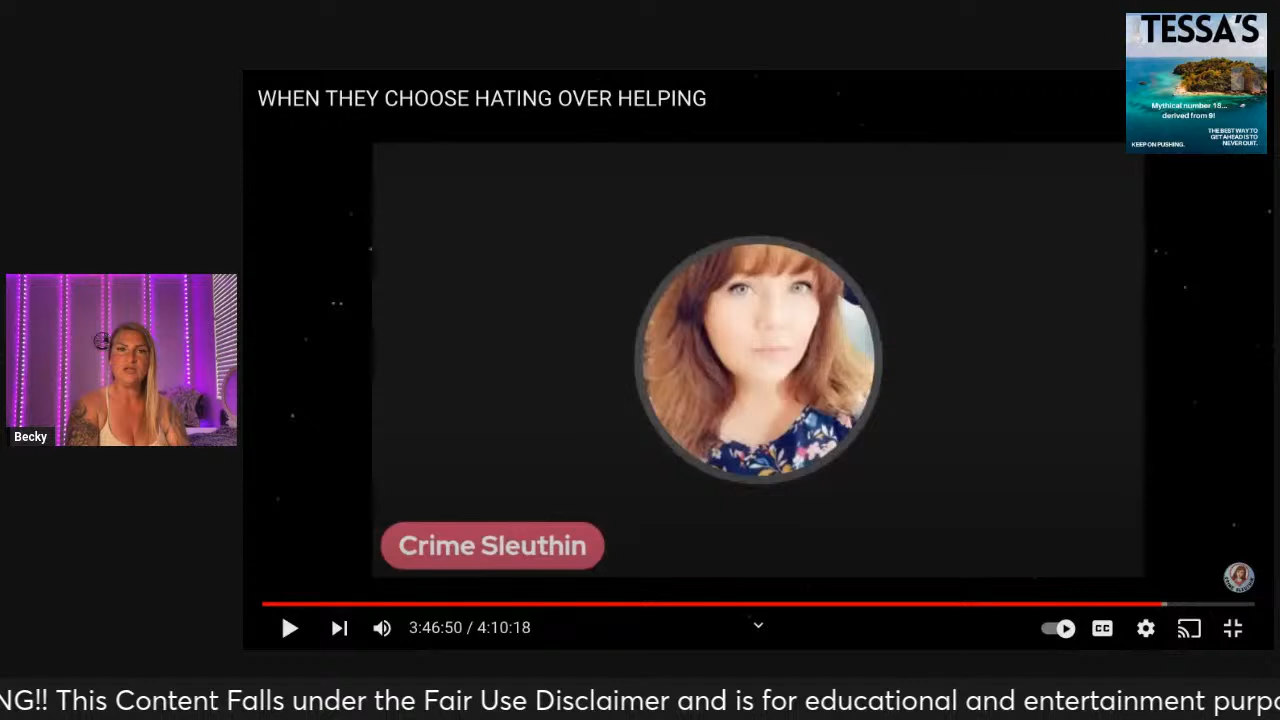 TESSA'S
Mythical number 18...
derived from 9!
THE BEST WAY TO
GET AHEAD IS TO
NEVER QUIT.
KEEP ON PUSHING.
WHEN THEY CHOOSE HATING OVER HELPING
Becky
Crime Sleuthin
3:46:50 / 4:10:18
CC
NG!! This Content Falls under the Fair Use Disclaimer and is for educational and entertainment purpo